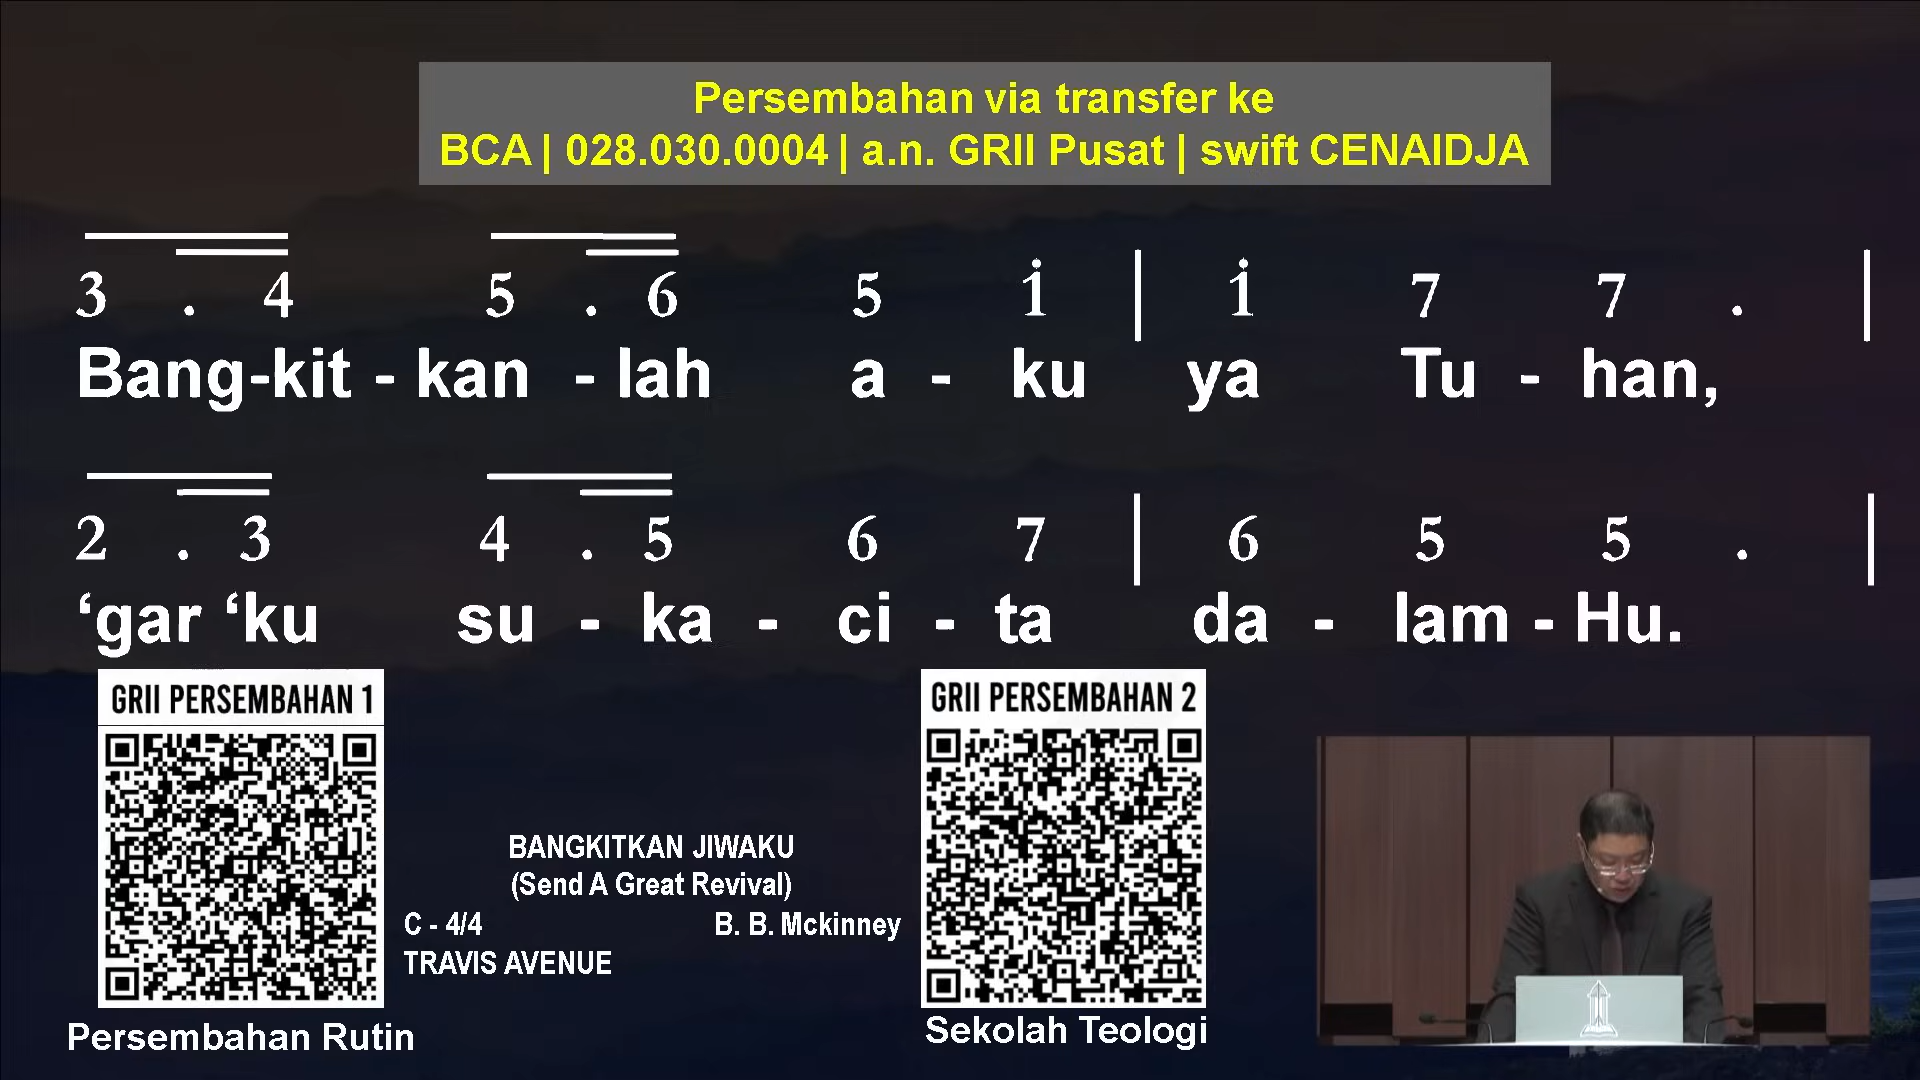 Persembahan via transfer ke
BCA | 028.030.0004 | a.n. GRII Pusat | swift CENAIDJA
3 . 4 5 . 6 5 i | i 7 7 . |
Bang-kit - kan - lah a - ku ya Tu - han,
2 . 3 4 . 5 6 7 | 6 5 5 . |
‘gar ‘ku su - ka - ci - ta da - lam - Hu.
GRII PERSEMBAHAN 1
Persembahan Rutin
BANGKITKAN JIWAKU
(Send A Great Revival)
C - 4/4 B. B. Mckinney
TRAVIS AVENUE
GRII PERSEMBAHAN 2
Sekolah Teologi